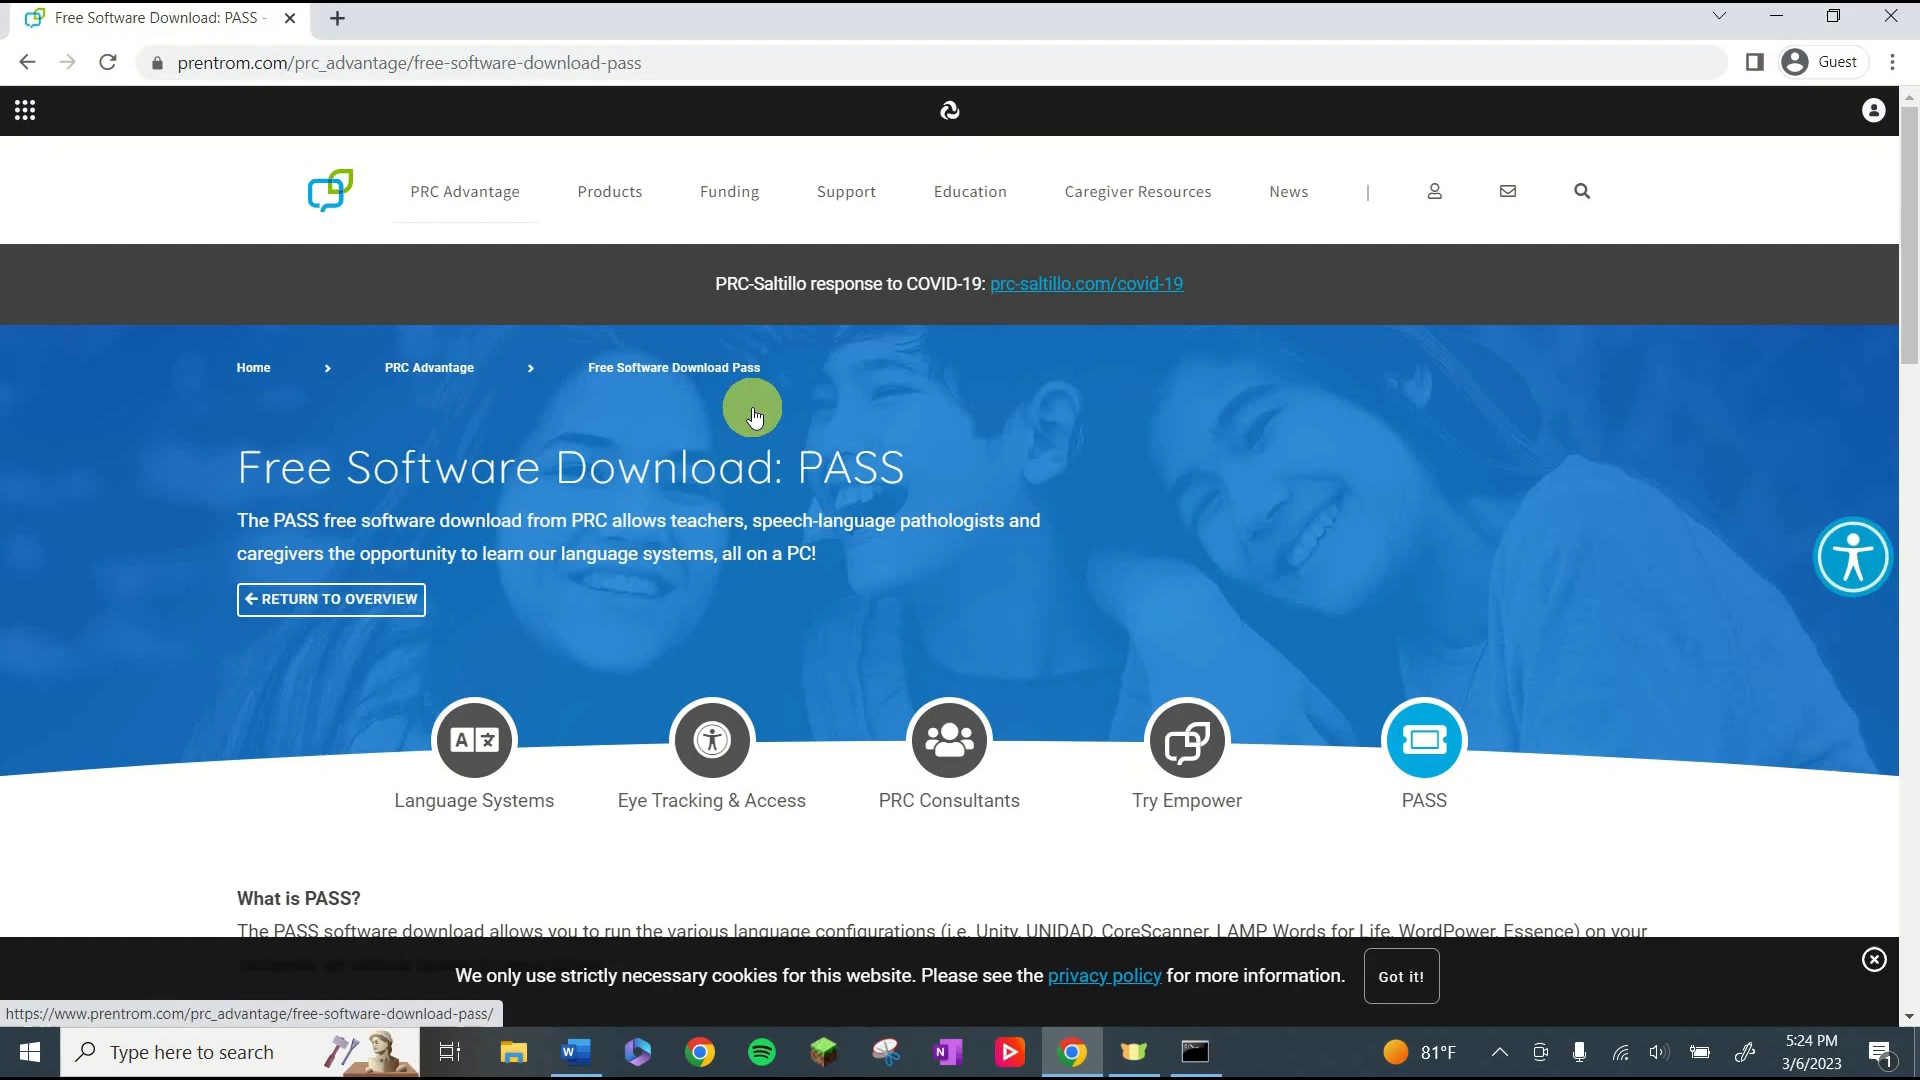 Free Software Download: PASS -
prentrom.com/prc_advantage/free-software-download-pass
Guest
PRC Advantage
Products
Funding
Support
Education
Caregiver Resources
News
|
PRC-Saltillo response to COVID-19: prc-saltillo.com/covid-19
Home > PRC Advantage > Free Software Download Pass
Free Software Download: PASS
The PASS free software download from PRC allows teachers, speech-language pathologists and
caregivers the opportunity to learn our language systems, all on a PC!
RETURN TO OVERVIEW
Language Systems
Eye Tracking & Access
PRC Consultants
Try Empower
PASS
What is PASS?
The PASS software download allows you to run the various language configurations (i.e. Unity, UNIDAD, CoreScanner, LAMP Words for Life, WordPower, Essence) on your
We only use strictly necessary cookies for this website. Please see the privacy policy for more information.
Got it!
https://www.prentrom.com/prc_advantage/free-software-download-pass/
Type here to search
81°F
5:24 PM
3/6/2023
1